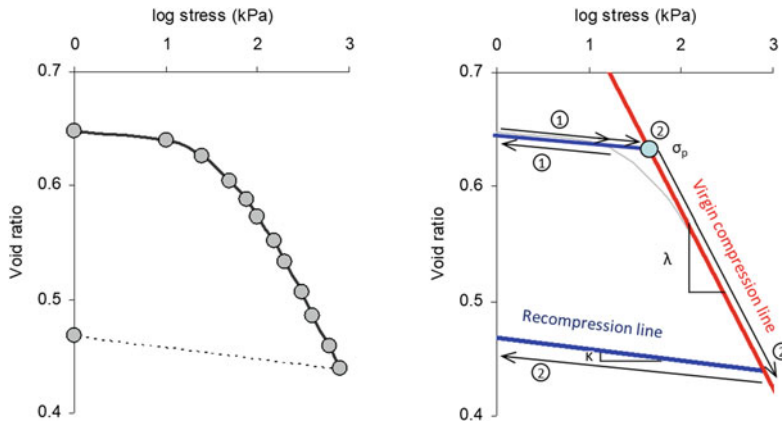 log stress (kPa)
0 1 2 3
0.7
0.6
0.5
0.4
Void ratio
log stress (kPa)
0 1 2 3
0.7
0.6
0.5
0.4
Void ratio
①
①
②
σp
Virgin compression line
λ
Recompression line
κ
②